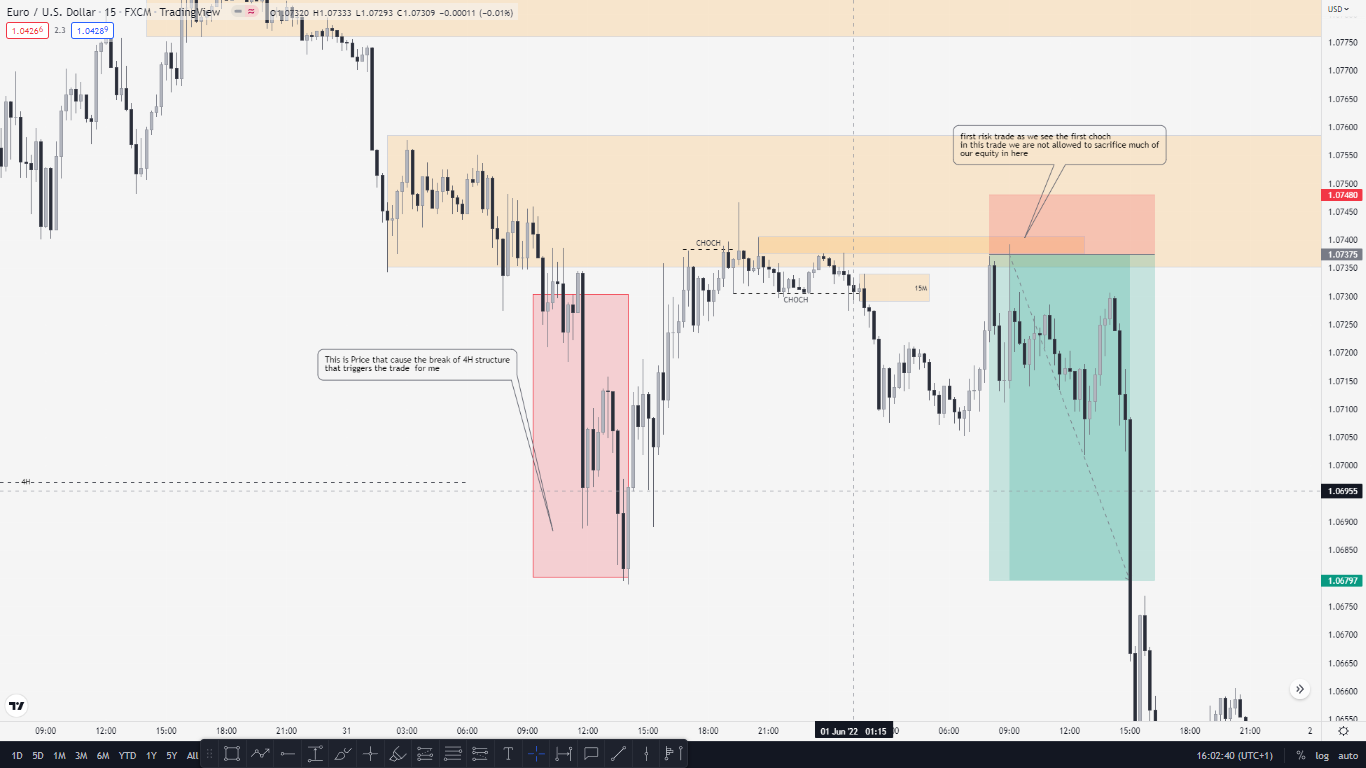 Euro / U.S. Dollar · 15 · FXCM · TradingView
O1.07320 H1.07333 L1.07293 C1.07309 −0.00011 (−0.01%)
USD
1.04266
2.3
1.04289
1.07750
1.07700
1.07650
1.07600
1.07550
1.07500
1.07480
1.07450
1.07400
1.07375
1.07350
1.07300
1.07250
1.07200
1.07150
1.07100
1.07050
1.07000
1.06955
1.06900
1.06850
1.06797
1.06750
1.06700
1.06650
1.06600
1.06550
first risk trade as we see the first choch
in this trade we are not allowed to sacrifice much of
our equity in here
CHOCH
CHOCH
15M
This is Price that cause the break of 4H structure
that triggers the trade for me
4H
09:00 12:00 15:00 18:00 21:00 31 03:00 06:00 09:00 12:00 15:00 18:00 21:00 01 Jun '22 01:15 06:00 09:00 12:00 15:00 18:00 21:00 2
1D 5D 1M 3M 6M YTD 1Y 5Y All
16:02:40 (UTC+1) % log auto